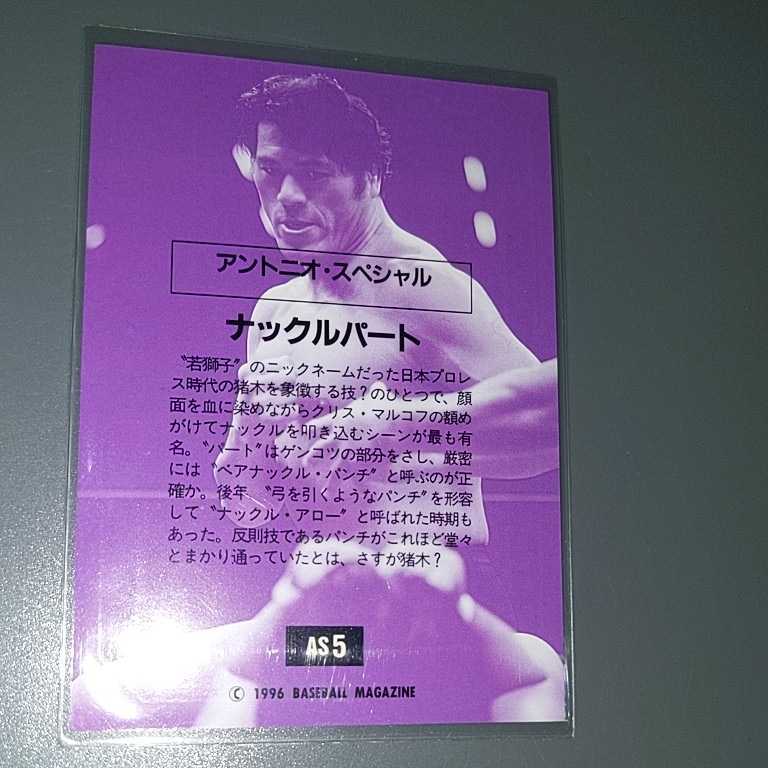 アントニオ・スペシャル
ナックルパート
〝若獅子〟のニックネームだった日本プロレ
ス時代の猪木を象徴する技？のひとつで、顔
面を血に染めながらクリス・マルコフの額め
がけてナックルを叩き込むシーンが最も有
名。〝パート〟はゲンコツの部分をさし、厳密
には〝ベアナックル・パンチ〟と呼ぶのが正
確か。後年、〝弓を引くようなパンチ〟を形容
して〝ナックル・アロー〟と呼ばれた時期も
あった。反則技であるパンチがこれほど堂々
とまかり通っていたとは、さすが猪木？
AS5
© 1996 BASEBALL MAGAZINE